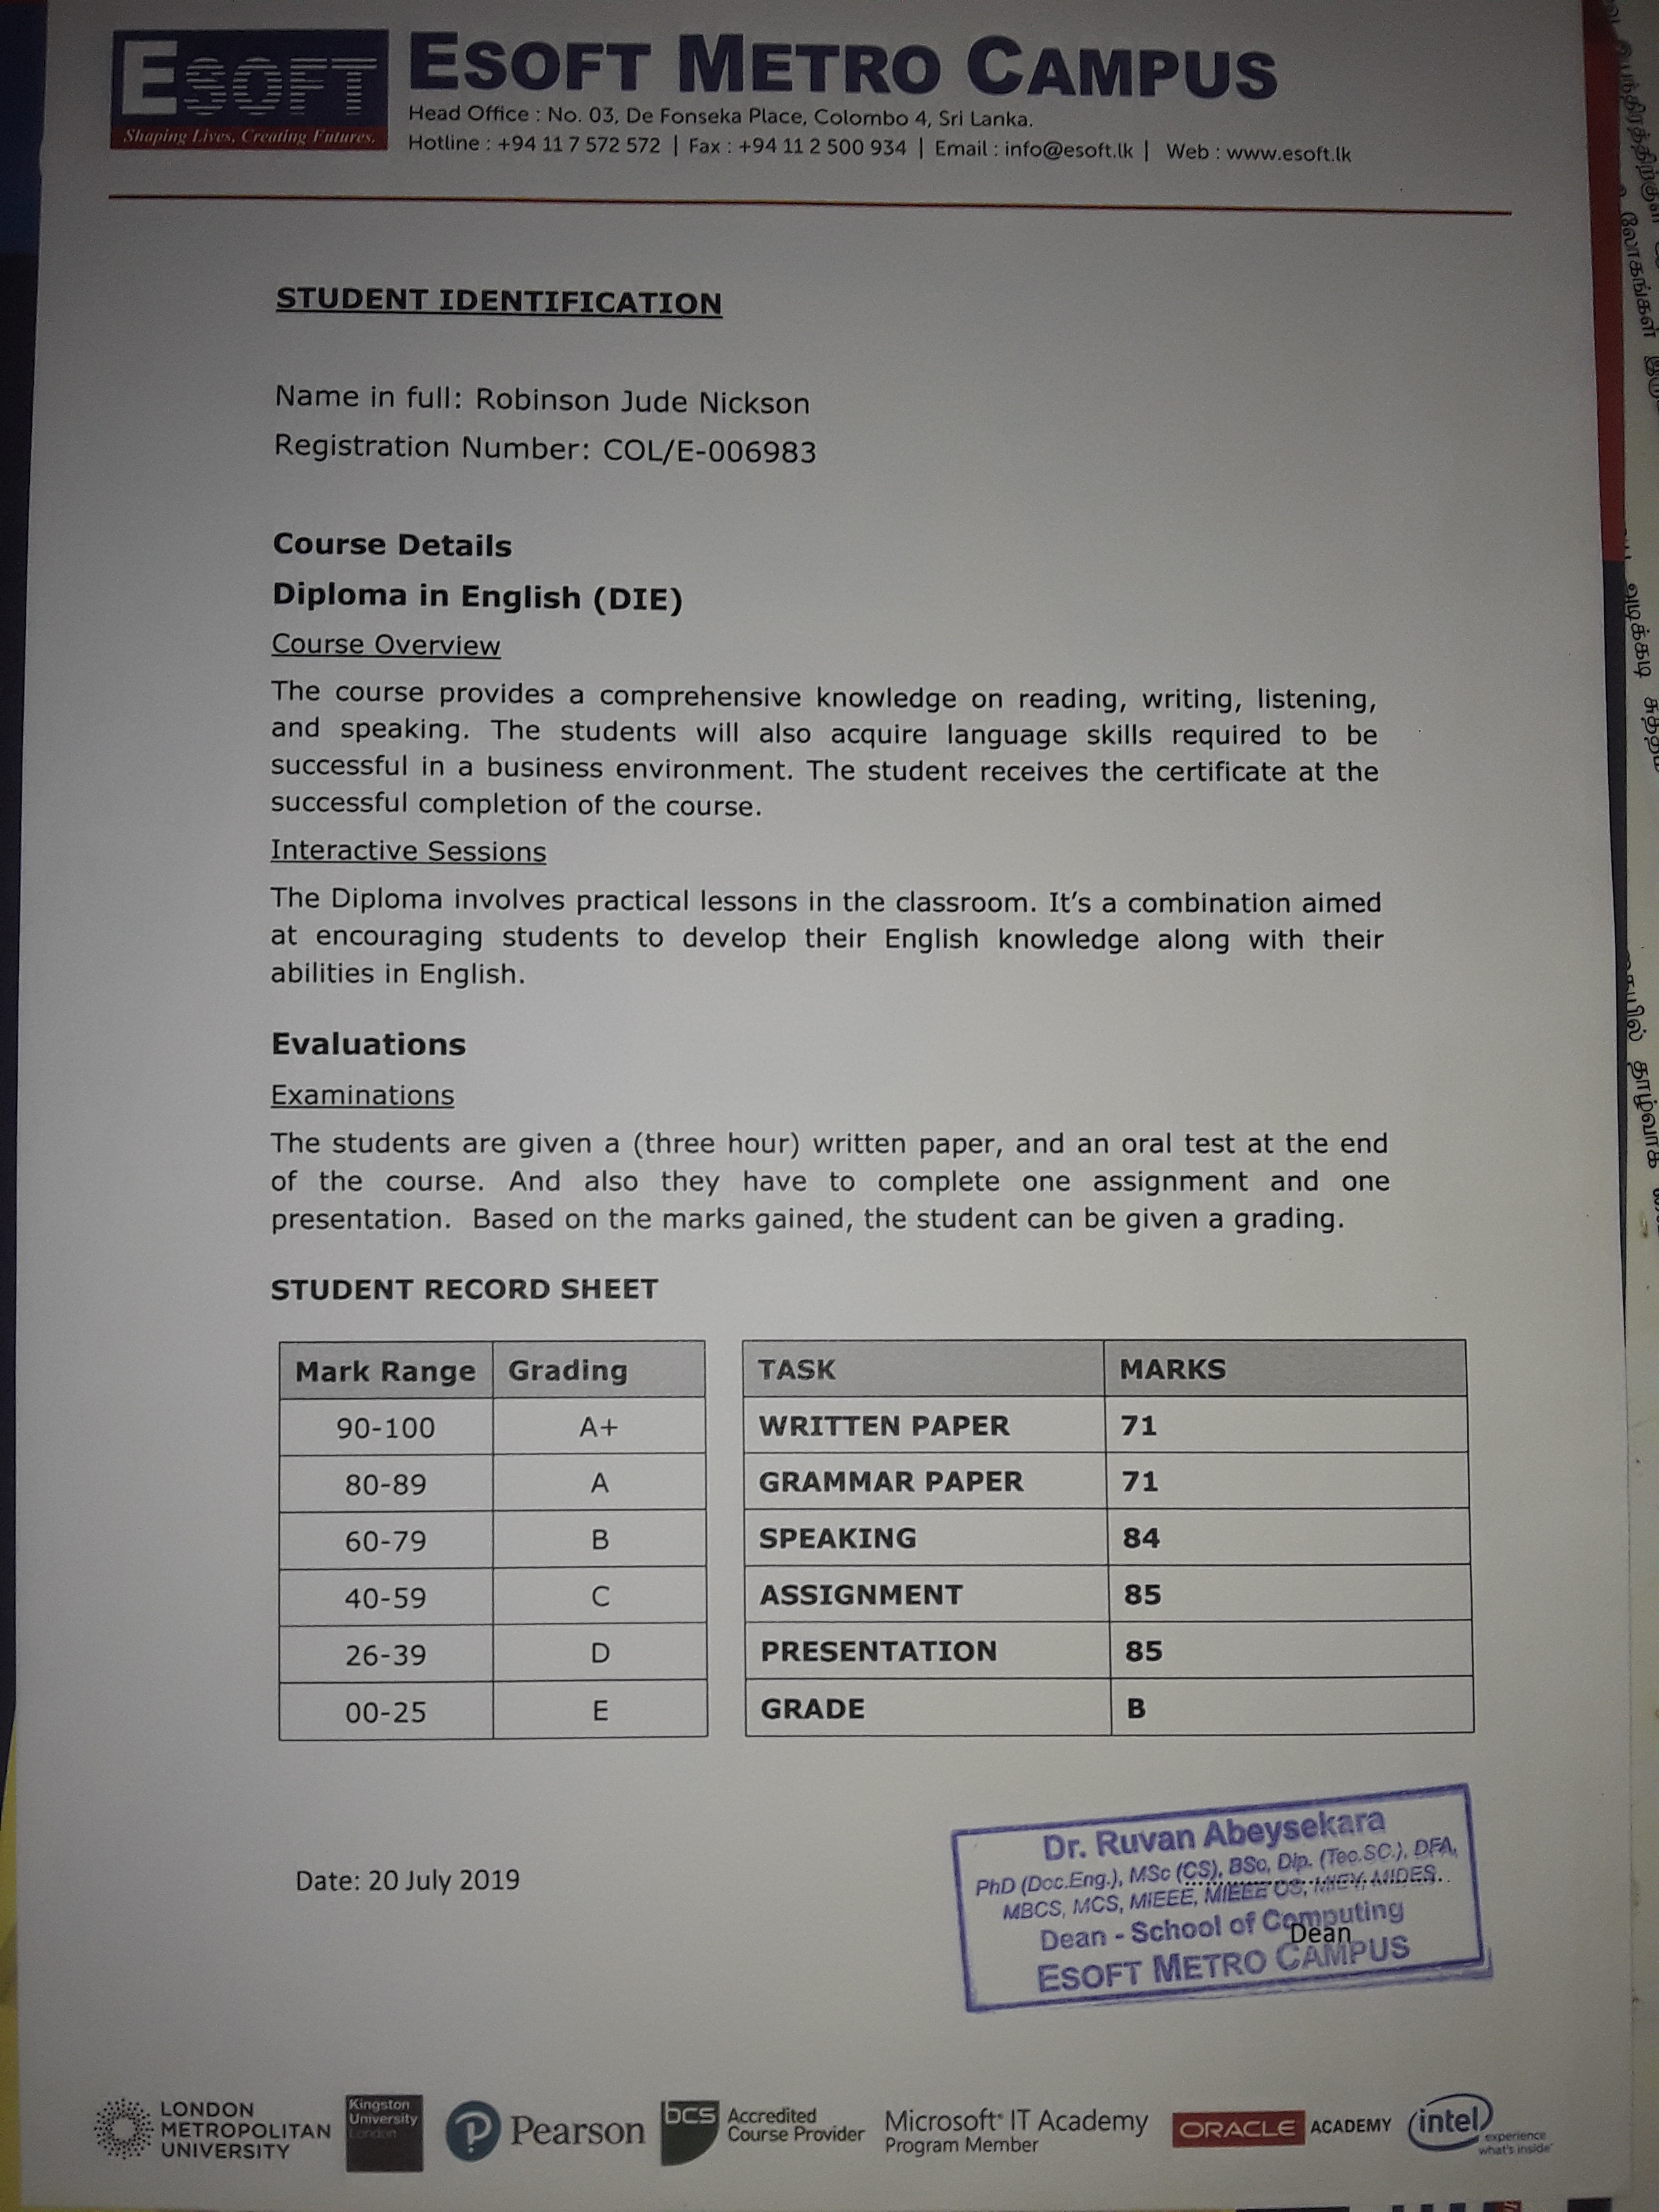 ESOFT
Shaping Lives, Creating Futures.
ESOFT METRO CAMPUS
Head Office : No. 03, De Fonseka Place, Colombo 4, Sri Lanka.
Hotline : +94 11 7 572 572 | Fax : +94 11 2 500 934 | Email : info@esoft.lk | Web : www.esoft.lk
STUDENT IDENTIFICATION
Name in full: Robinson Jude Nickson
Registration Number: COL/E-006983
Course Details
Diploma in English (DIE)
Course Overview
The course provides a comprehensive knowledge on reading, writing, listening,
and speaking. The students will also acquire language skills required to be
successful in a business environment. The student receives the certificate at the
successful completion of the course.
Interactive Sessions
The Diploma involves practical lessons in the classroom. It's a combination aimed
at encouraging students to develop their English knowledge along with their
abilities in English.
Evaluations
Examinations
The students are given a (three hour) written paper, and an oral test at the end
of the course. And also they have to complete one assignment and one
presentation. Based on the marks gained, the student can be given a grading.
STUDENT RECORD SHEET
Mark Range Grading
90-100 A+
80-89 A
60-79 B
40-59 C
26-39 D
00-25 E
TASK MARKS
WRITTEN PAPER 71
GRAMMAR PAPER 71
SPEAKING 84
ASSIGNMENT 85
PRESENTATION 85
GRADE B
Date: 20 July 2019
Dr. Ruvan Abeysekara
PhD (Doc.Eng.), MSc (CS), BSc, Dip. (Tec.SC.), DFA,
MBCS, MCS, MIEEE, MIEEE CS, MIEV, MIDES.
Dean - School of Computing
Dean
ESOFT METRO CAMPUS
LONDON
METROPOLITAN
UNIVERSITY
Kingston
University
London
Pearson
bcs
Accredited
Course Provider
Microsoft® IT Academy
Program Member
ORACLE ACADEMY
intel
experience
what's inside™
லோகங்கள்
அடிக்கடி